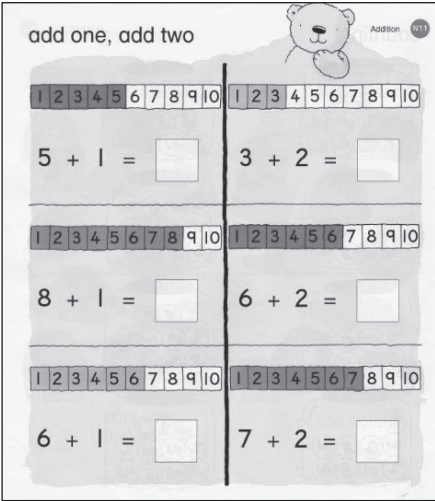 Addition N11
add one, add two
1 2 3 4 5 6 7 8 9 10
5 + 1 =
1 2 3 4 5 6 7 8 9 10
3 + 2 =
1 2 3 4 5 6 7 8 9 10
8 + 1 =
1 2 3 4 5 6 7 8 9 10
6 + 2 =
1 2 3 4 5 6 7 8 9 10
6 + 1 =
1 2 3 4 5 6 7 8 9 10
7 + 2 =